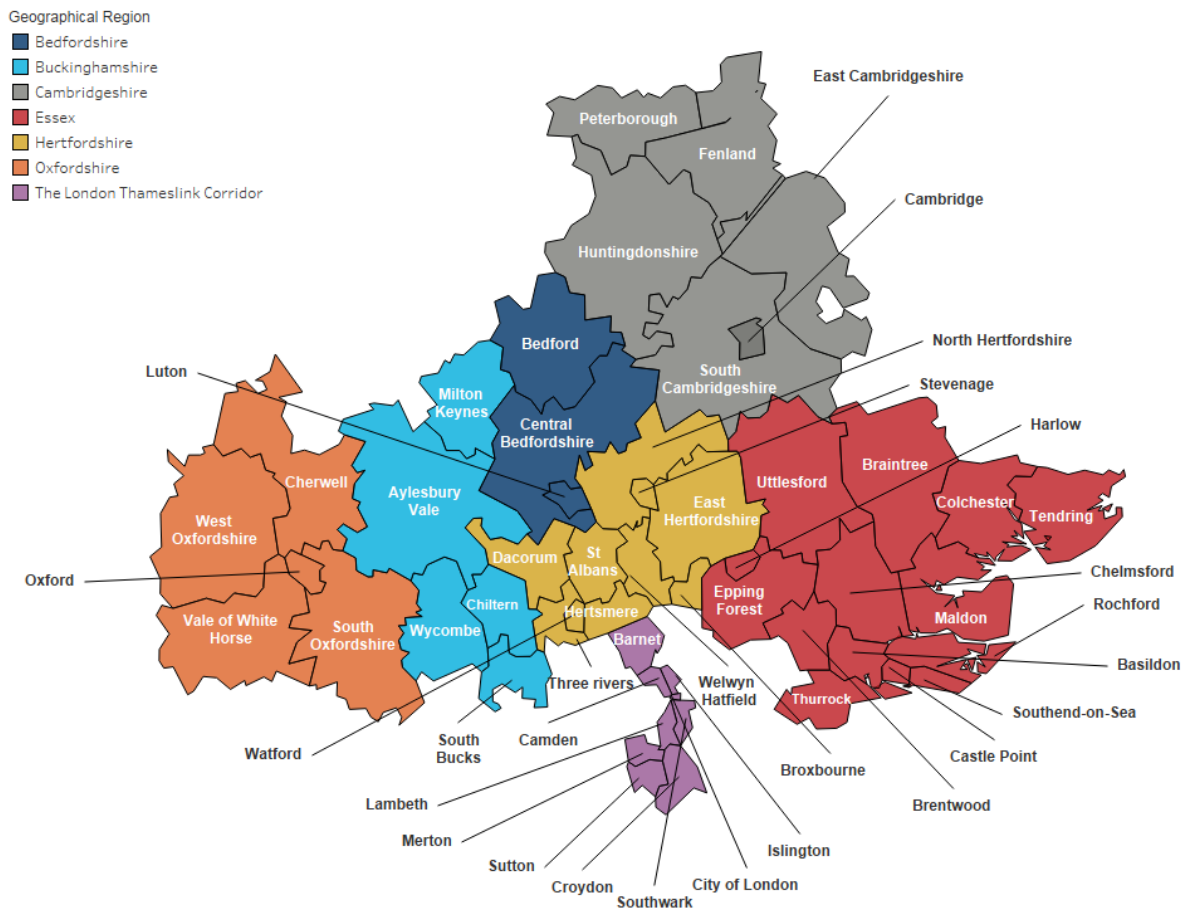 Geographical Region
Bedfordshire
Buckinghamshire
Cambridgeshire
Essex
Hertfordshire
Oxfordshire
The London Thameslink Corridor
East Cambridgeshire
Peterborough
Fenland
Cambridge
Huntingdonshire
North Hertfordshire
Bedford
Luton
South
Cambridgeshire
Stevenage
Milton
Keynes
Harlow
Central
Bedfordshire
Braintree
Cherwell
Uttlesford
Aylesbury
Vale
Colchester
East
Hertfordshire
Tendring
West
Oxfordshire
Dacorum
St
Albans
Oxford
Chelmsford
Epping
Forest
Chiltern
Rochford
Hertsmere
Vale of White
Horse
Maldon
Wycombe
South
Oxfordshire
Barnet
Basildon
Three rivers
Welwyn
Hatfield
Thurrock
Southend-on-Sea
Watford
South
Bucks
Camden
Castle Point
Broxbourne
Lambeth
Brentwood
Merton
Islington
Sutton
Croydon
City of London
Southwark